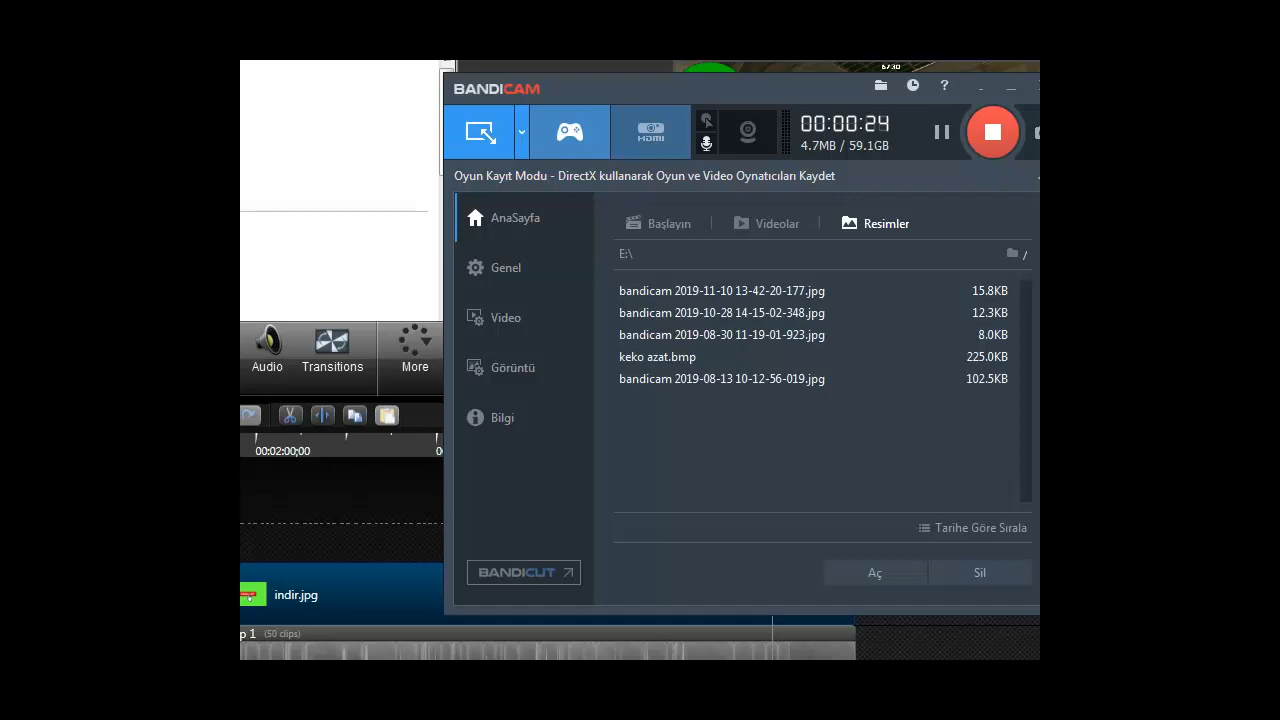 6730
BANDICAM
?
HDMI
00:00:24
4.7MB / 59.1GB
Oyun Kayıt Modu - DirectX kullanarak Oyun ve Video Oynatıcıları Kaydet
AnaSayfa
Genel
Video
Görüntü
Bilgi
BANDICUT
Başlayın
Videolar
Resimler
E:\
bandicam 2019-11-10 13-42-20-177.jpg 15.8KB
bandicam 2019-10-28 14-15-02-348.jpg 12.3KB
bandicam 2019-08-30 11-19-01-923.jpg 8.0KB
keko azat.bmp 225.0KB
bandicam 2019-08-13 10-12-56-019.jpg 102.5KB
Tarihe Göre Sırala
Aç
Sil
Audio
Transitions
More
00:02:00;00
indir.jpg
p 1 (50 clips)